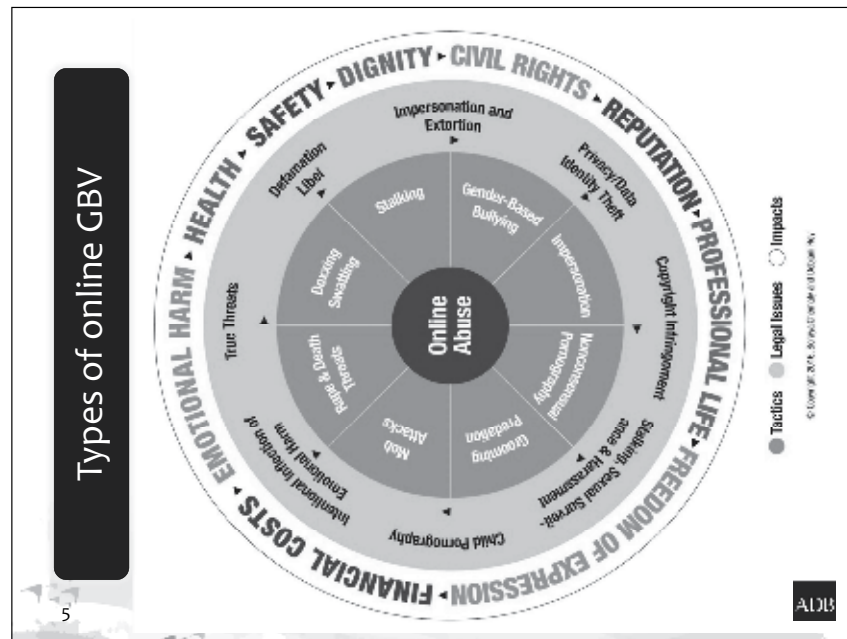 Types of online GBV
Online
Abuse
Stalking
Gender-Based
Bullying
Impersonation
Nonconsensual
Pornography
Grooming
Predation
Mob
Attacks
Rape & Death
Threats
Doxxing
Swatting
Impersonation and
Extortion
Privacy/Data
Identity Theft
Copyright Infringement
Stalking, Sexual Surveil-
ance & Harassment
Child Pornography
Intentional Infliction of
Emotional Harm
True Threats
Defamation
Libel
EMOTIONAL HARM
HEALTH
SAFETY
DIGNITY
CIVIL RIGHTS
REPUTATION
PROFESSIONAL LIFE
FREEDOM OF EXPRESSION
FINANCIAL COSTS
Tactics
Legal Issues
Impacts
5
ADB